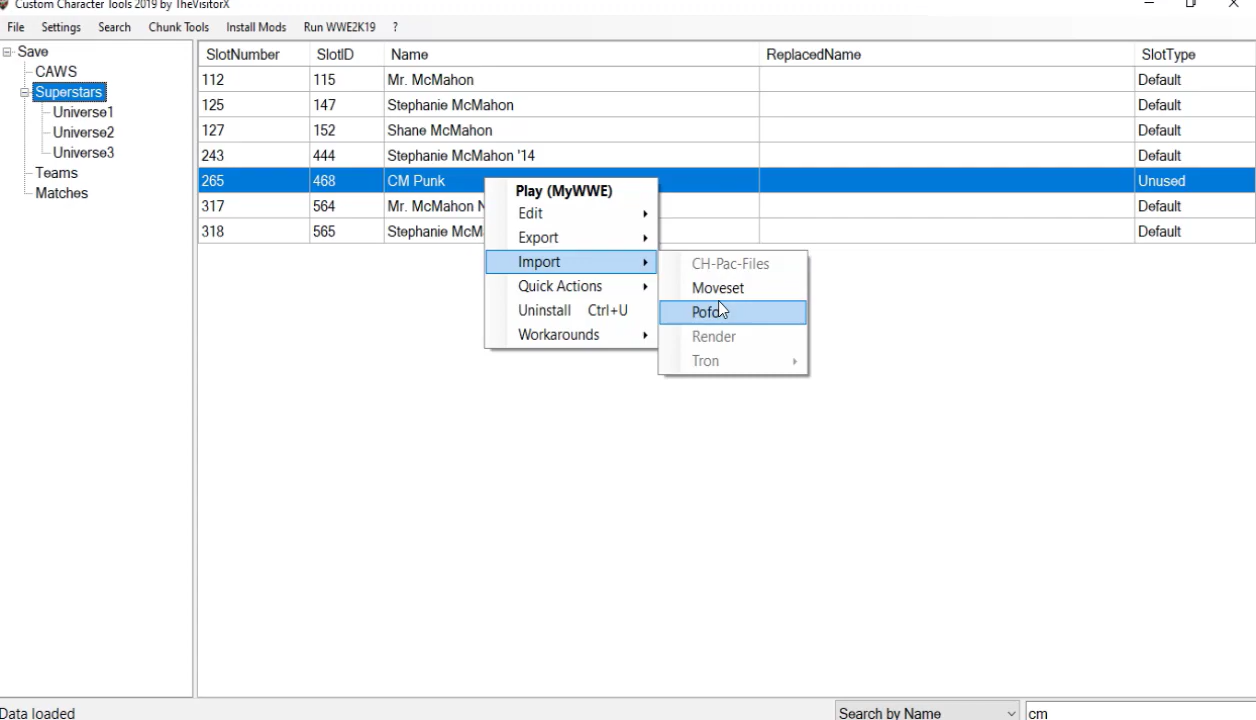 Custom Character Tools 2019 by TheVisitorX
File Settings Search Chunk Tools Install Mods Run WWE2K19 ?
Save
CAWS
Superstars
Universe1
Universe2
Universe3
Teams
Matches
SlotNumber SlotID Name ReplacedName SlotType
112 115 Mr. McMahon Default
125 147 Stephanie McMahon Default
127 152 Shane McMahon Default
243 444 Stephanie McMahon '14 Default
265 468 CM Punk Unused
317 564 Mr. McMahon N Default
318 565 Stephanie McM Default
Play (MyWWE)
Edit
Export
Import
Quick Actions
Uninstall Ctrl+U
Workarounds
CH-Pac-Files
Moveset
Pofo
Render
Tron
Data loaded
Search by Name cm